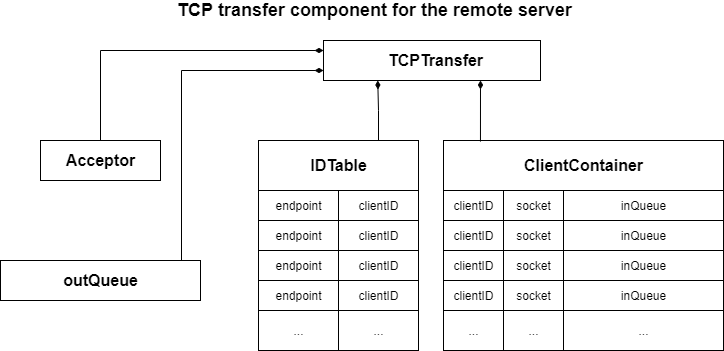 TCP transfer component for the remote server
TCPTransfer
Acceptor
IDTable
ClientContainer
endpoint clientID clientID socket inQueue
endpoint clientID clientID socket inQueue
endpoint clientID clientID socket inQueue
outQueue
endpoint clientID clientID socket inQueue
... ... ... ... ...